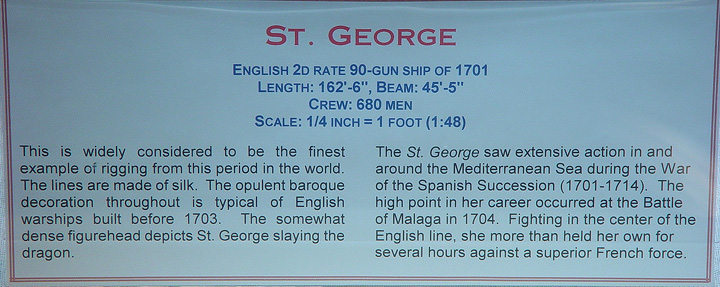 ST. GEORGE
ENGLISH 2D RATE 90-GUN SHIP OF 1701
LENGTH: 162'-6", BEAM: 45'-5"
CREW: 680 MEN
SCALE: 1/4 INCH = 1 FOOT (1:48)
This is widely considered to be the finest
example of rigging from this period in the world.
The lines are made of silk. The opulent baroque
decoration throughout is typical of English
warships built before 1703. The somewhat
dense figurehead depicts St. George slaying the
dragon.
The St. George saw extensive action in and
around the Mediterranean Sea during the War
of the Spanish Succession (1701-1714). The
high point in her career occurred at the Battle
of Malaga in 1704. Fighting in the center of the
English line, she more than held her own for
several hours against a superior French force.